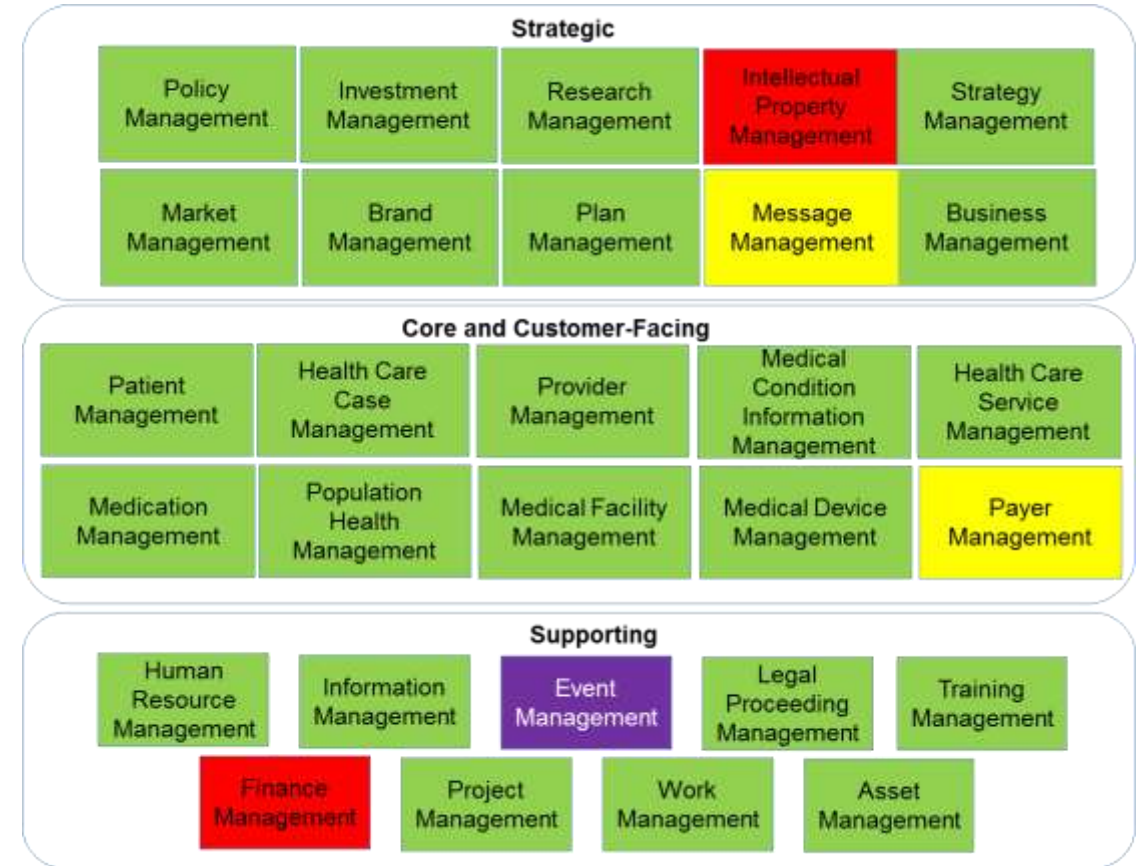 Strategic
Policy
Management
Investment
Management
Research
Management
Intellectual
Property
Management
Strategy
Management
Market
Management
Brand
Management
Plan
Management
Message
Management
Business
Management
Core and Customer-Facing
Patient
Management
Health Care
Case
Management
Provider
Management
Medical
Condition
Information
Management
Health Care
Service
Management
Medication
Management
Population
Health
Management
Medical Facility
Management
Medical Device
Management
Payer
Management
Supporting
Human
Resource
Management
Information
Management
Event
Management
Legal
Proceeding
Management
Training
Management
Finance
Management
Project
Management
Work
Management
Asset
Management